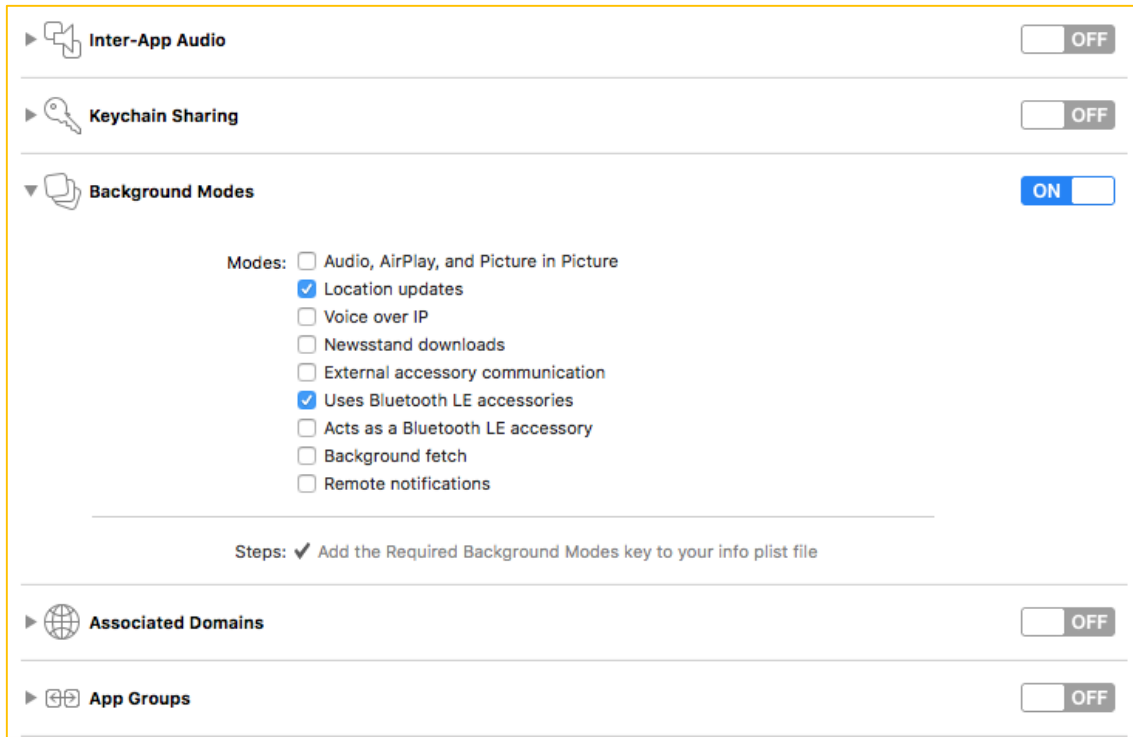 Inter-App Audio OFF
Keychain Sharing OFF
Background Modes ON
Modes: Audio, AirPlay, and Picture in Picture
Location updates
Voice over IP
Newsstand downloads
External accessory communication
Uses Bluetooth LE accessories
Acts as a Bluetooth LE accessory
Background fetch
Remote notifications
Steps: ✔ Add the Required Background Modes key to your info plist file
Associated Domains OFF
App Groups OFF